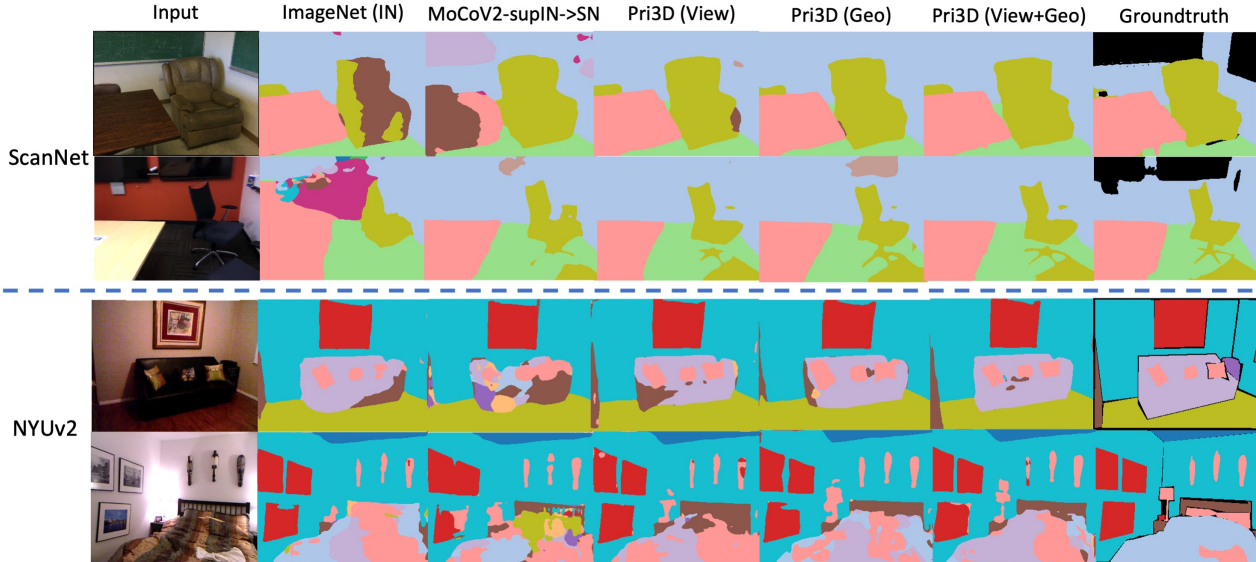 Input ImageNet (IN) MoCoV2-supIN->SN Pri3D (View) Pri3D (Geo) Pri3D (View+Geo) Groundtruth
ScanNet
NYUv2